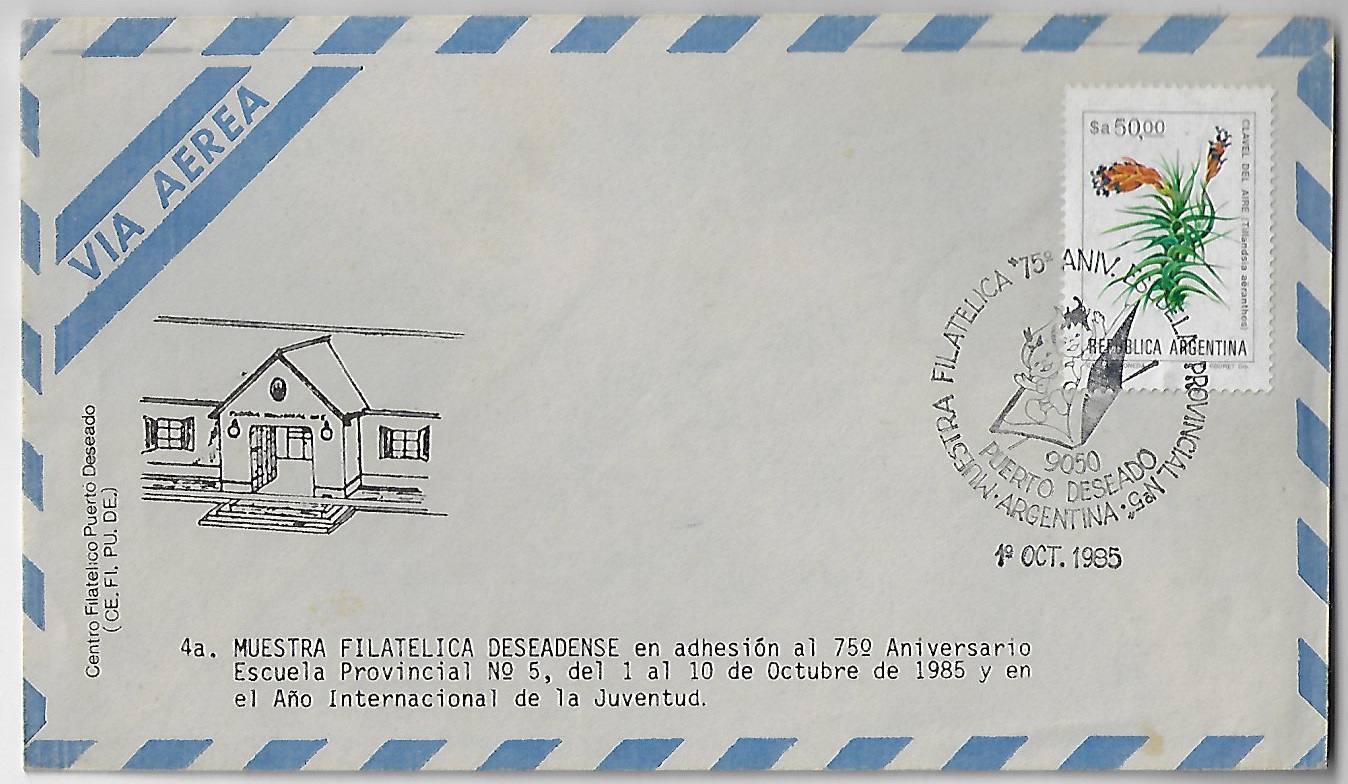 VIA AEREA
$a 50,00
CLAVEL DEL AIRE (Tillandsia aëranthos)
REPUBLICA ARGENTINA
MUESTRA FILATELICA "75º ANIV. ESCUELA PROVINCIAL Nº5"
9050
PUERTO DESEADO
· ARGENTINA ·
1º OCT. 1985
Centro Filatelico Puerto Deseado
(CE. FI. PU. DE.)
4a. MUESTRA FILATELICA DESEADENSE en adhesión al 75º Aniversario
Escuela Provincial Nº 5, del 1 al 10 de Octubre de 1985 y en
el Año Internacional de la Juventud.